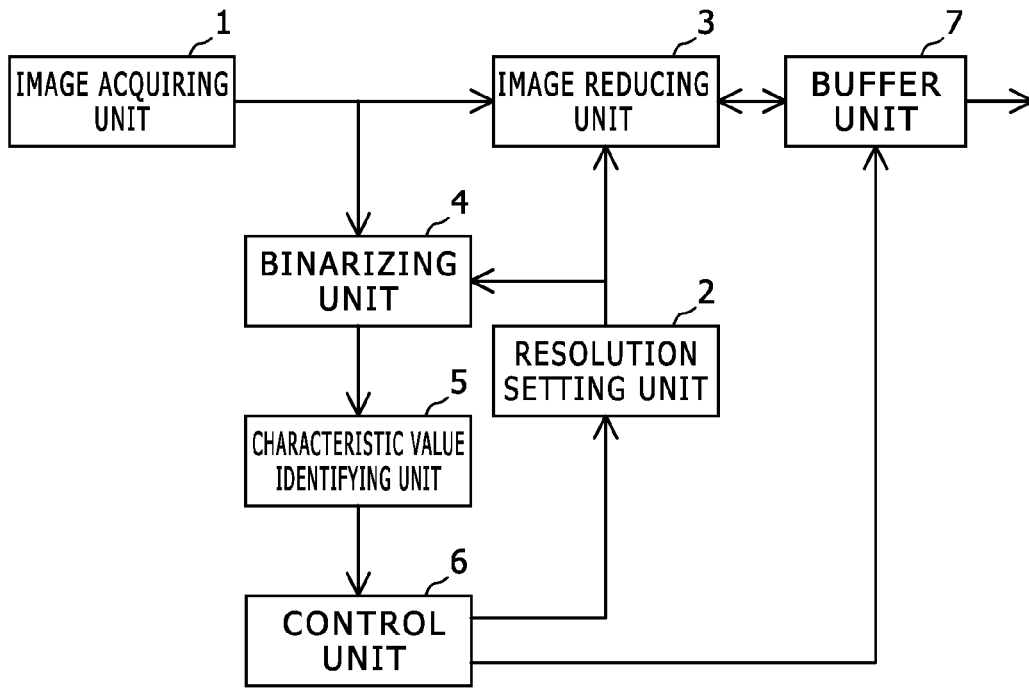 1
IMAGE ACQUIRING
UNIT
3
IMAGE REDUCING
UNIT
7
BUFFER
UNIT
4
BINARIZING
UNIT
2
RESOLUTION
SETTING UNIT
5
CHARACTERISTIC VALUE
IDENTIFYING UNIT
6
CONTROL
UNIT